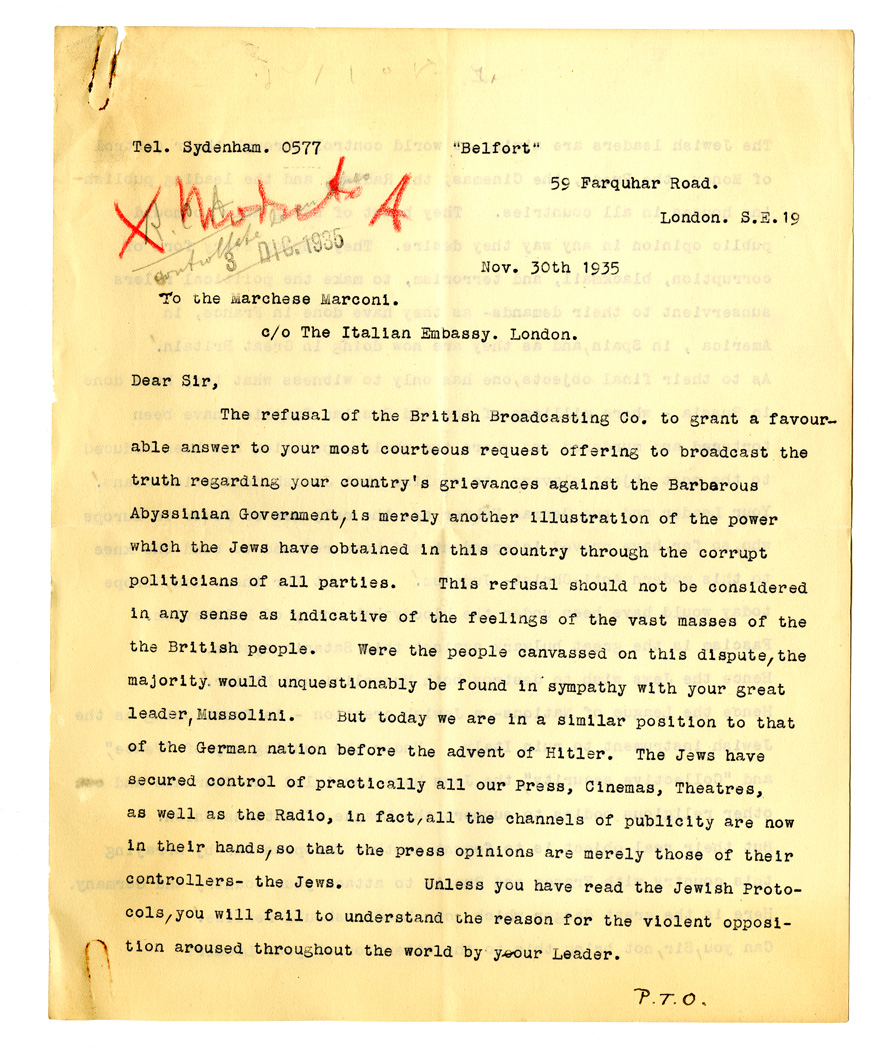 Tel. Sydenham. 0577
"Belfort"
59 Farquhar Road.
London. S.E.19
3 DIC. 1935
A
Nov. 30th 1935
To the Marchese Marconi.
c/o The Italian Embassy. London.
Dear Sir,
The refusal of the British Broadcasting Co. to grant a favour-
able answer to your most courteous request offering to broadcast the
truth regarding your country's grievances against the Barbarous
Abyssinian Government, is merely another illustration of the power
which the Jews have obtained in this country through the corrupt
politicians of all parties. This refusal should not be considered
in any sense as indicative of the feelings of the vast masses of the
the British people. Were the people canvassed on this dispute, the
majority would unquestionably be found in sympathy with your great
leader, Mussolini. But today we are in a similar position to that
of the German nation before the advent of Hitler. The Jews have
secured control of practically all our Press, Cinemas, Theatres,
as well as the Radio, in fact, all the channels of publicity are now
in their hands, so that the press opinions are merely those of their
controllers- the Jews. Unless you have read the Jewish Proto-
cols, you will fail to understand the reason for the violent opposi-
tion aroused throughout the world by your Leader.
P.T.O.